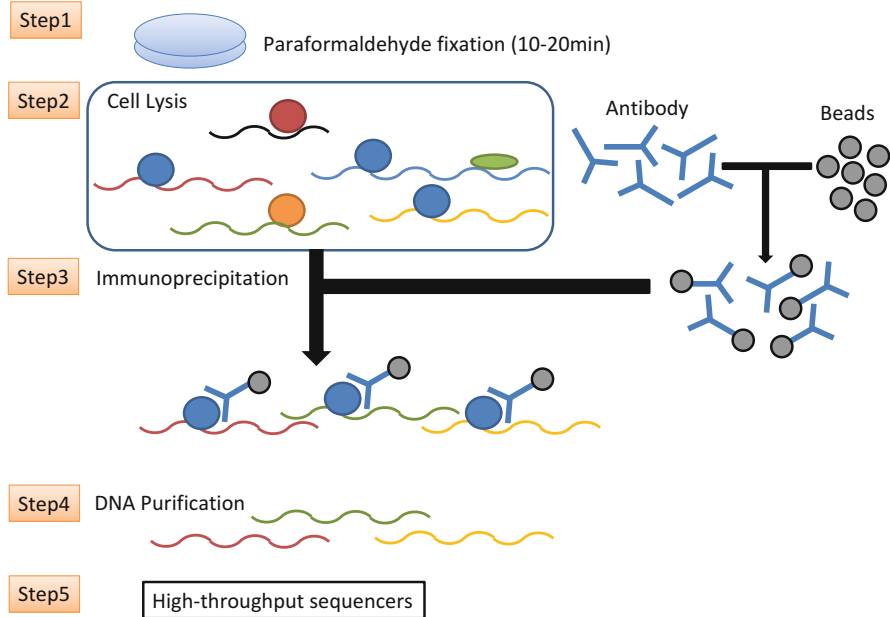 Step1
Paraformaldehyde fixation (10-20min)
Step2
Cell Lysis
Antibody
Beads
Step3
Immunoprecipitation
Step4
DNA Purification
Step5
High-throughput sequencers